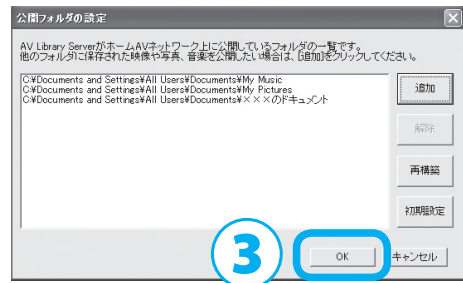 公開フォルダの設定
AV Library ServerがホームAVネットワーク上に公開しているフォルダの一覧です。
他のフォルダに保存された映像や写真、音楽を公開したい場合は、[追加]をクリックしてください。
C:¥Documents and Settings¥All Users¥Documents¥My Music
C:¥Documents and Settings¥All Users¥Documents¥My Pictures
C:¥Documents and Settings¥All Users¥Documents¥×××のドキュメント
追加
解除
再構築
初期設定
3
OK
キャンセル